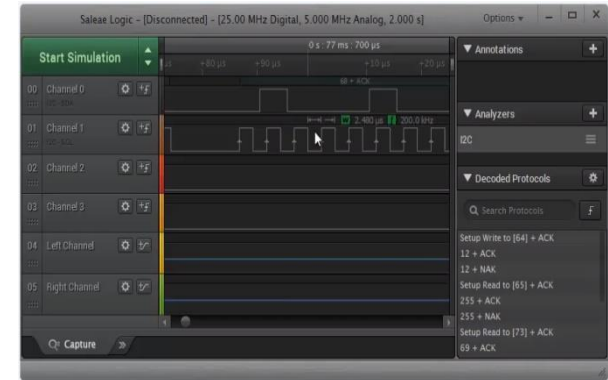 Saleae Logic - [Disconnected] - [25.00 MHz Digital, 5.000 MHz Analog, 2.000 s]
Options
Start Simulation
0 s : 77 ms : 700 µs
µs +80 µs +90 µs +10 µs +20 µs
00 Channel 0
69 + ACK
01 Channel 1
2.480 µs 200.0 kHz
02 Channel 2
03 Channel 3
04 Left Channel
05 Right Channel
Capture
Annotations
Analyzers
I2C
Decoded Protocols
Search Protocols
Setup Write to [64] + ACK
12 + ACK
12 + NAK
Setup Read to [65] + ACK
255 + ACK
255 + NAK
Setup Read to [73] + ACK
69 + ACK